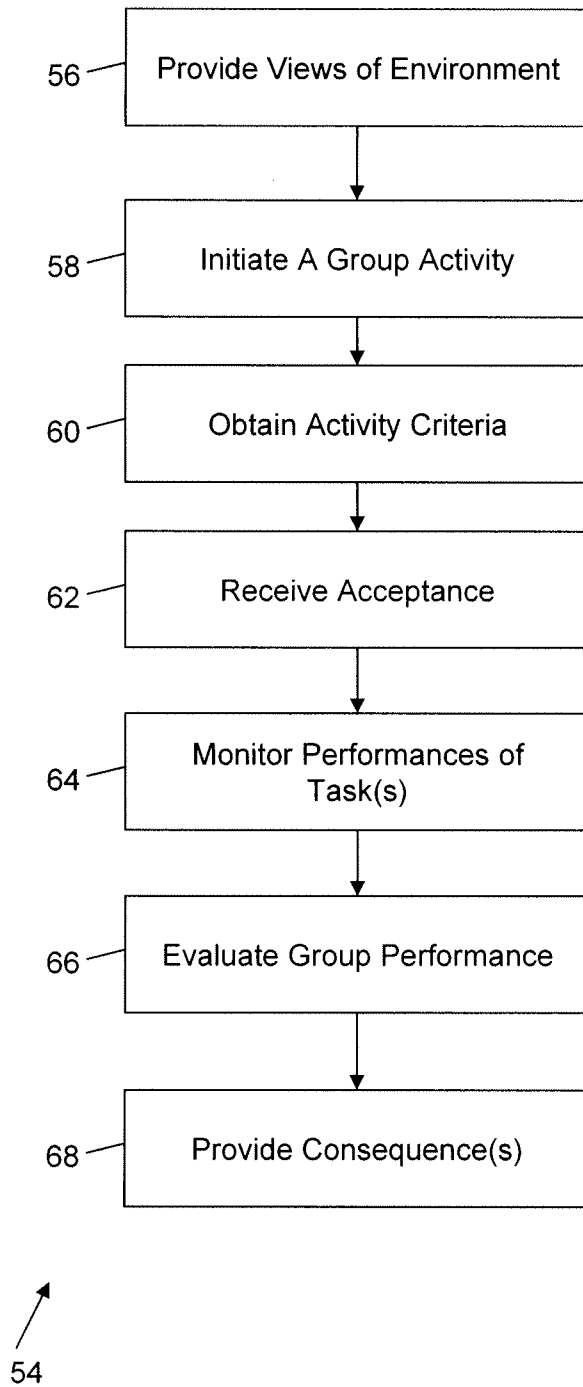 56
Provide Views of Environment
58
Initiate A Group Activity
60
Obtain Activity Criteria
62
Receive Acceptance
64
Monitor Performances of
Task(s)
66
Evaluate Group Performance
68
Provide Consequence(s)
54